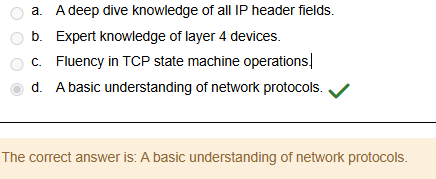 a. A deep dive knowledge of all IP header fields.
b. Expert knowledge of layer 4 devices.
c. Fluency in TCP state machine operations.
d. A basic understanding of network protocols.
The correct answer is: A basic understanding of network protocols.